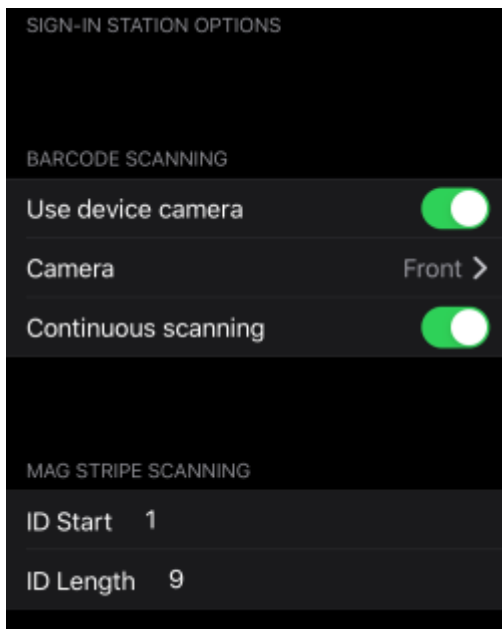 SIGN-IN STATION OPTIONS
BARCODE SCANNING
Use device camera
Camera Front
Continuous scanning
MAG STRIPE SCANNING
ID Start 1
ID Length 9